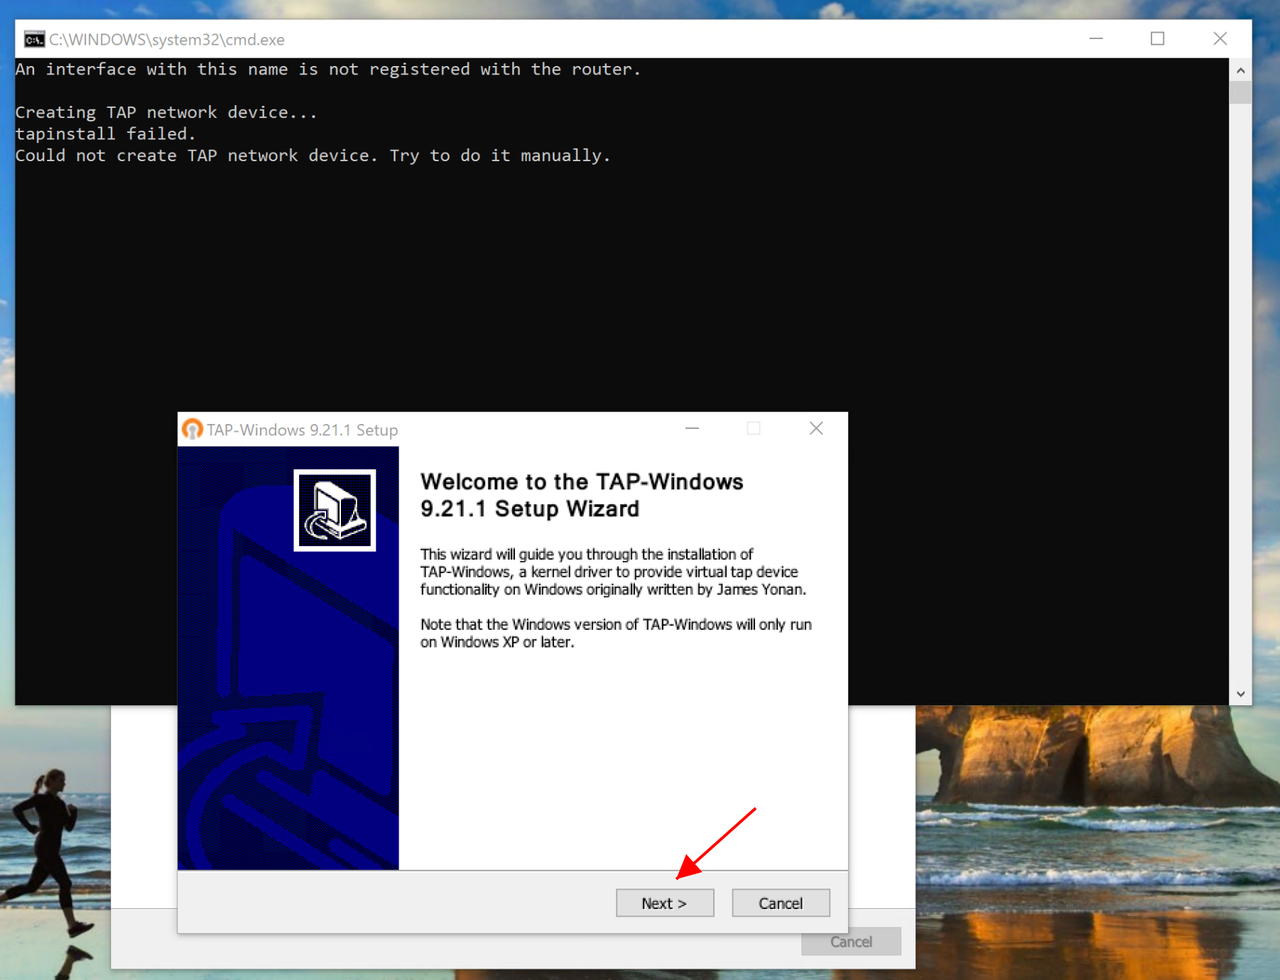 C:\WINDOWS\system32\cmd.exe
An interface with this name is not registered with the router.
Creating TAP network device...
tapinstall failed.
Could not create TAP network device. Try to do it manually.
TAP-Windows 9.21.1 Setup
Welcome to the TAP-Windows
9.21.1 Setup Wizard
This wizard will guide you through the installation of
TAP-Windows, a kernel driver to provide virtual tap device
functionality on Windows originally written by James Yonan.
Note that the Windows version of TAP-Windows will only run
on Windows XP or later.
Next >
Cancel
Cancel